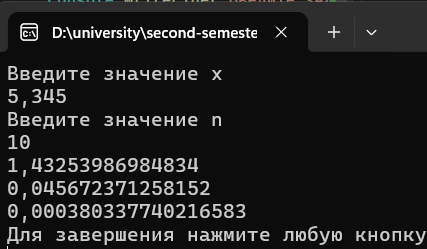 D:\university\second-semeste
Введите значение x
5,345
Введите значение n
10
1,43253986984834
0,045672371258152
0,000380337740216583
Для завершения нажмите любую кнопку